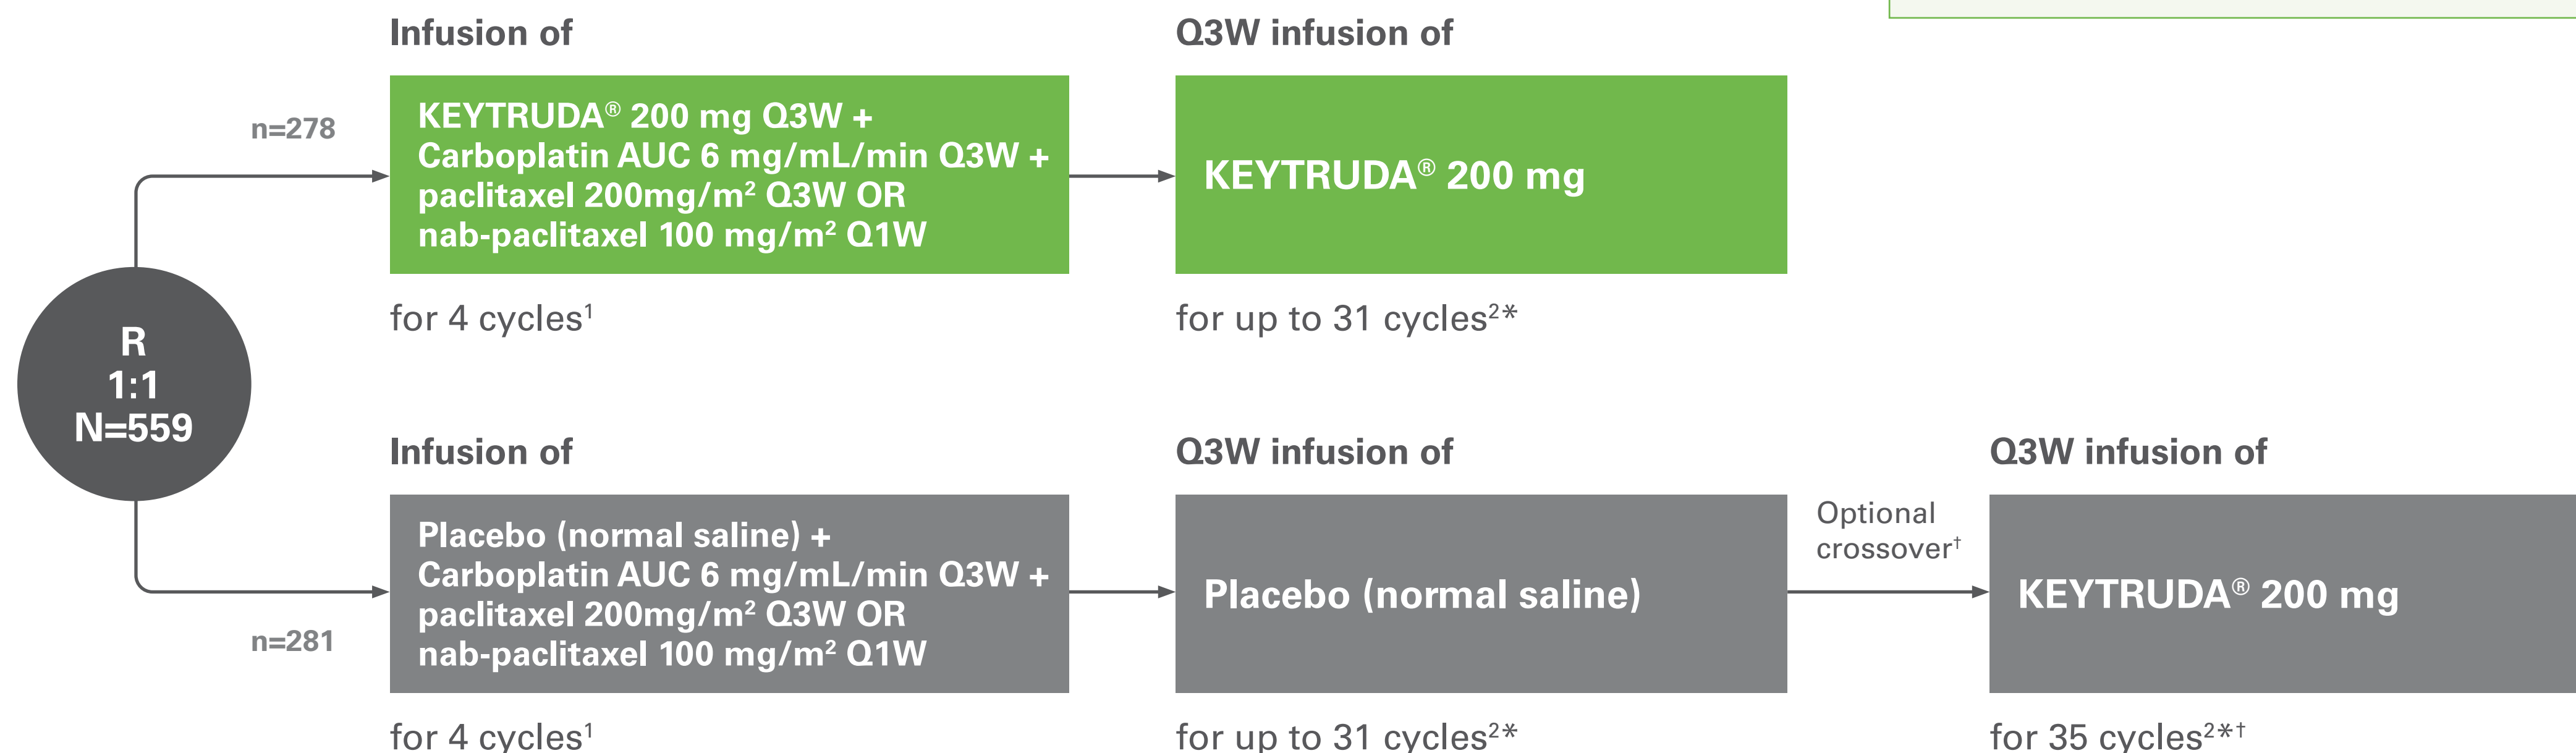 Infusion of
Q3W infusion of
n=278
KEYTRUDA® 200 mg Q3W +
Carboplatin AUC 6 mg/mL/min Q3W +
paclitaxel 200mg/m² Q3W OR
nab-paclitaxel 100 mg/m² Q1W
KEYTRUDA® 200 mg
for 4 cycles¹
for up to 31 cycles²*
R
1:1
N=559
Infusion of
Q3W infusion of
Q3W infusion of
n=281
Placebo (normal saline) +
Carboplatin AUC 6 mg/mL/min Q3W +
paclitaxel 200mg/m² Q3W OR
nab-paclitaxel 100 mg/m² Q1W
Placebo (normal saline)
Optional
crossover†
KEYTRUDA® 200 mg
for 4 cycles¹
for up to 31 cycles²*
for 35 cycles²*†